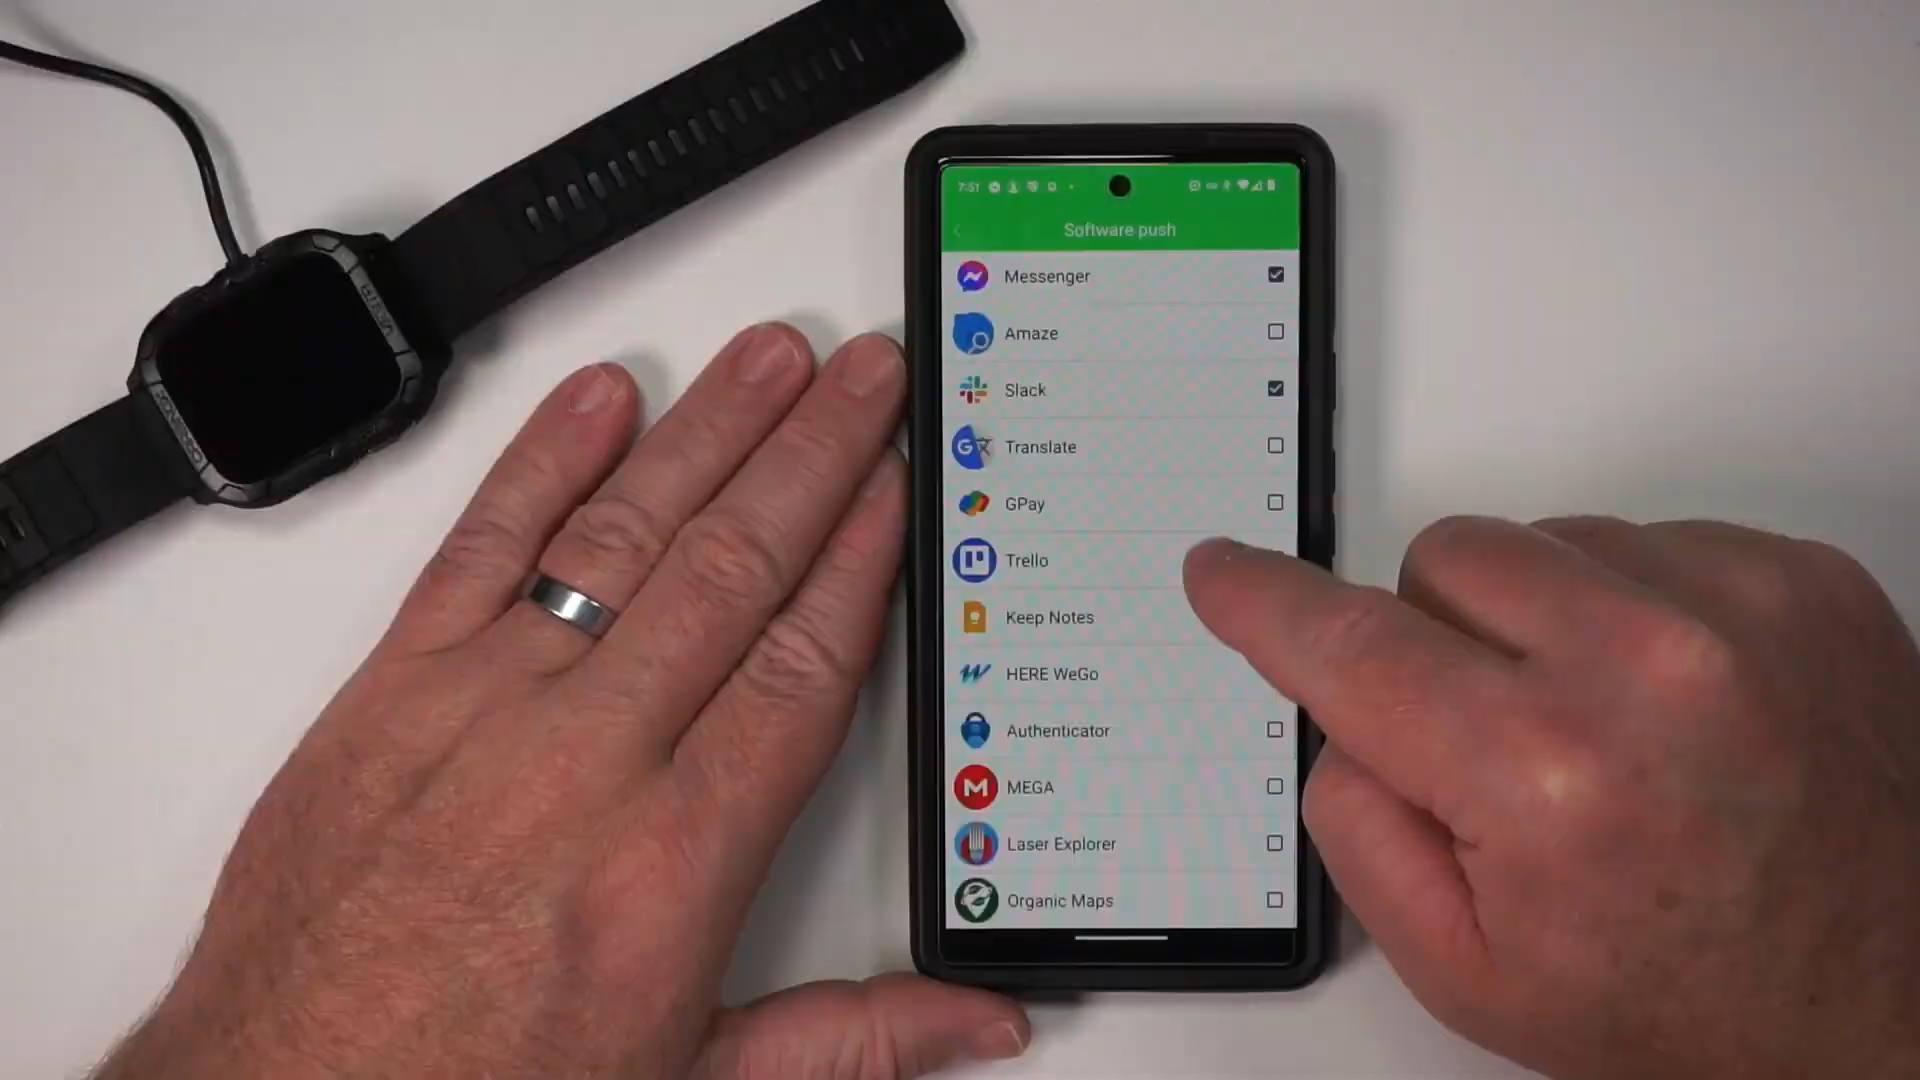 7:51
Software push
Messenger
Amaze
Slack
Translate
GPay
Trello
Keep Notes
HERE WeGo
Authenticator
MEGA
Laser Explorer
Organic Maps